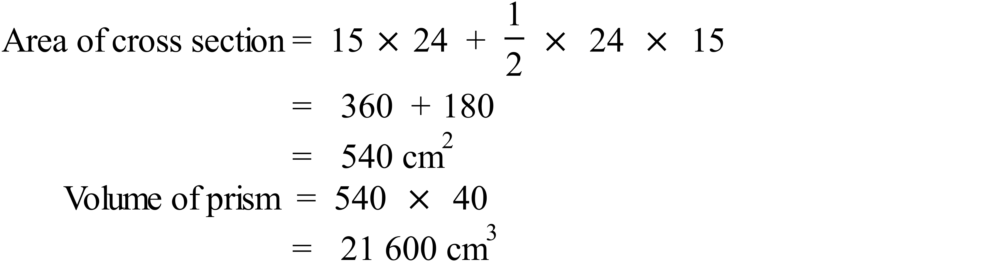 Area of cross section = 15 × 24 + 1/2 × 24 × 15
= 360 + 180
= 540 cm²
Volume of prism = 540 × 40
= 21 600 cm³